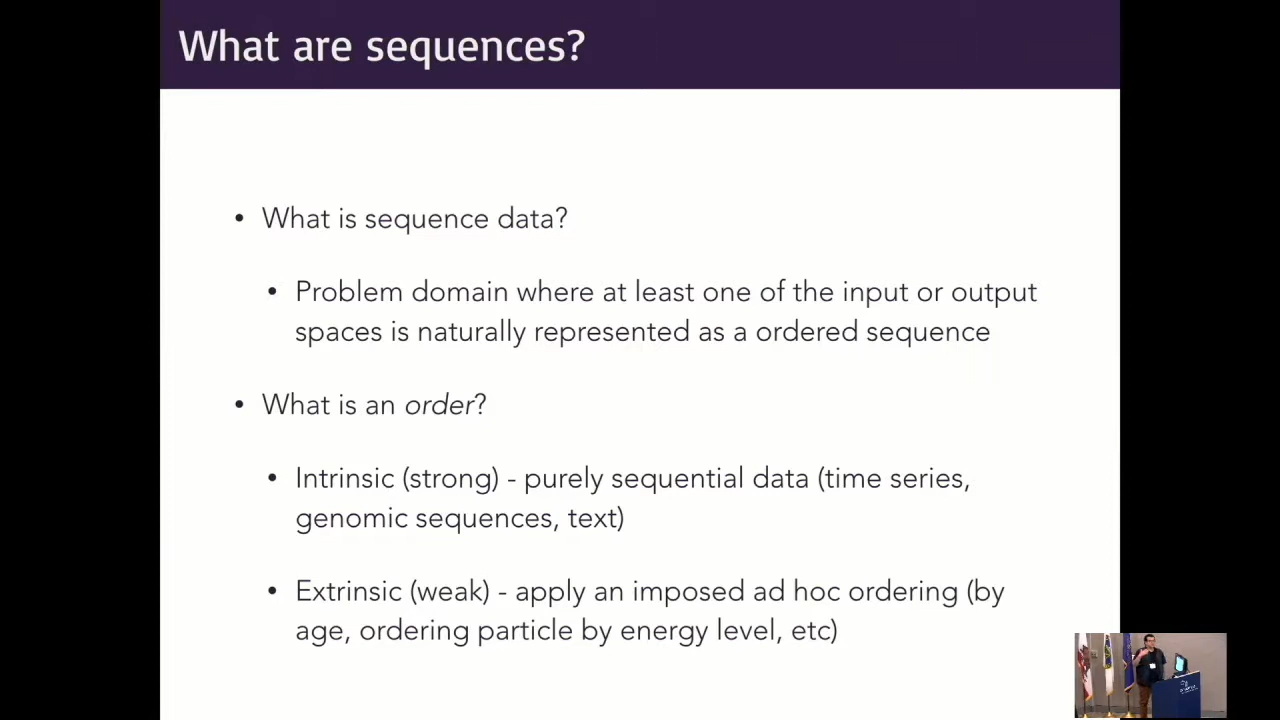 What are sequences?
• What is sequence data?
• Problem domain where at least one of the input or output
spaces is naturally represented as a ordered sequence
• What is an order?
• Intrinsic (strong) - purely sequential data (time series,
genomic sequences, text)
• Extrinsic (weak) - apply an imposed ad hoc ordering (by
age, ordering particle by energy level, etc)